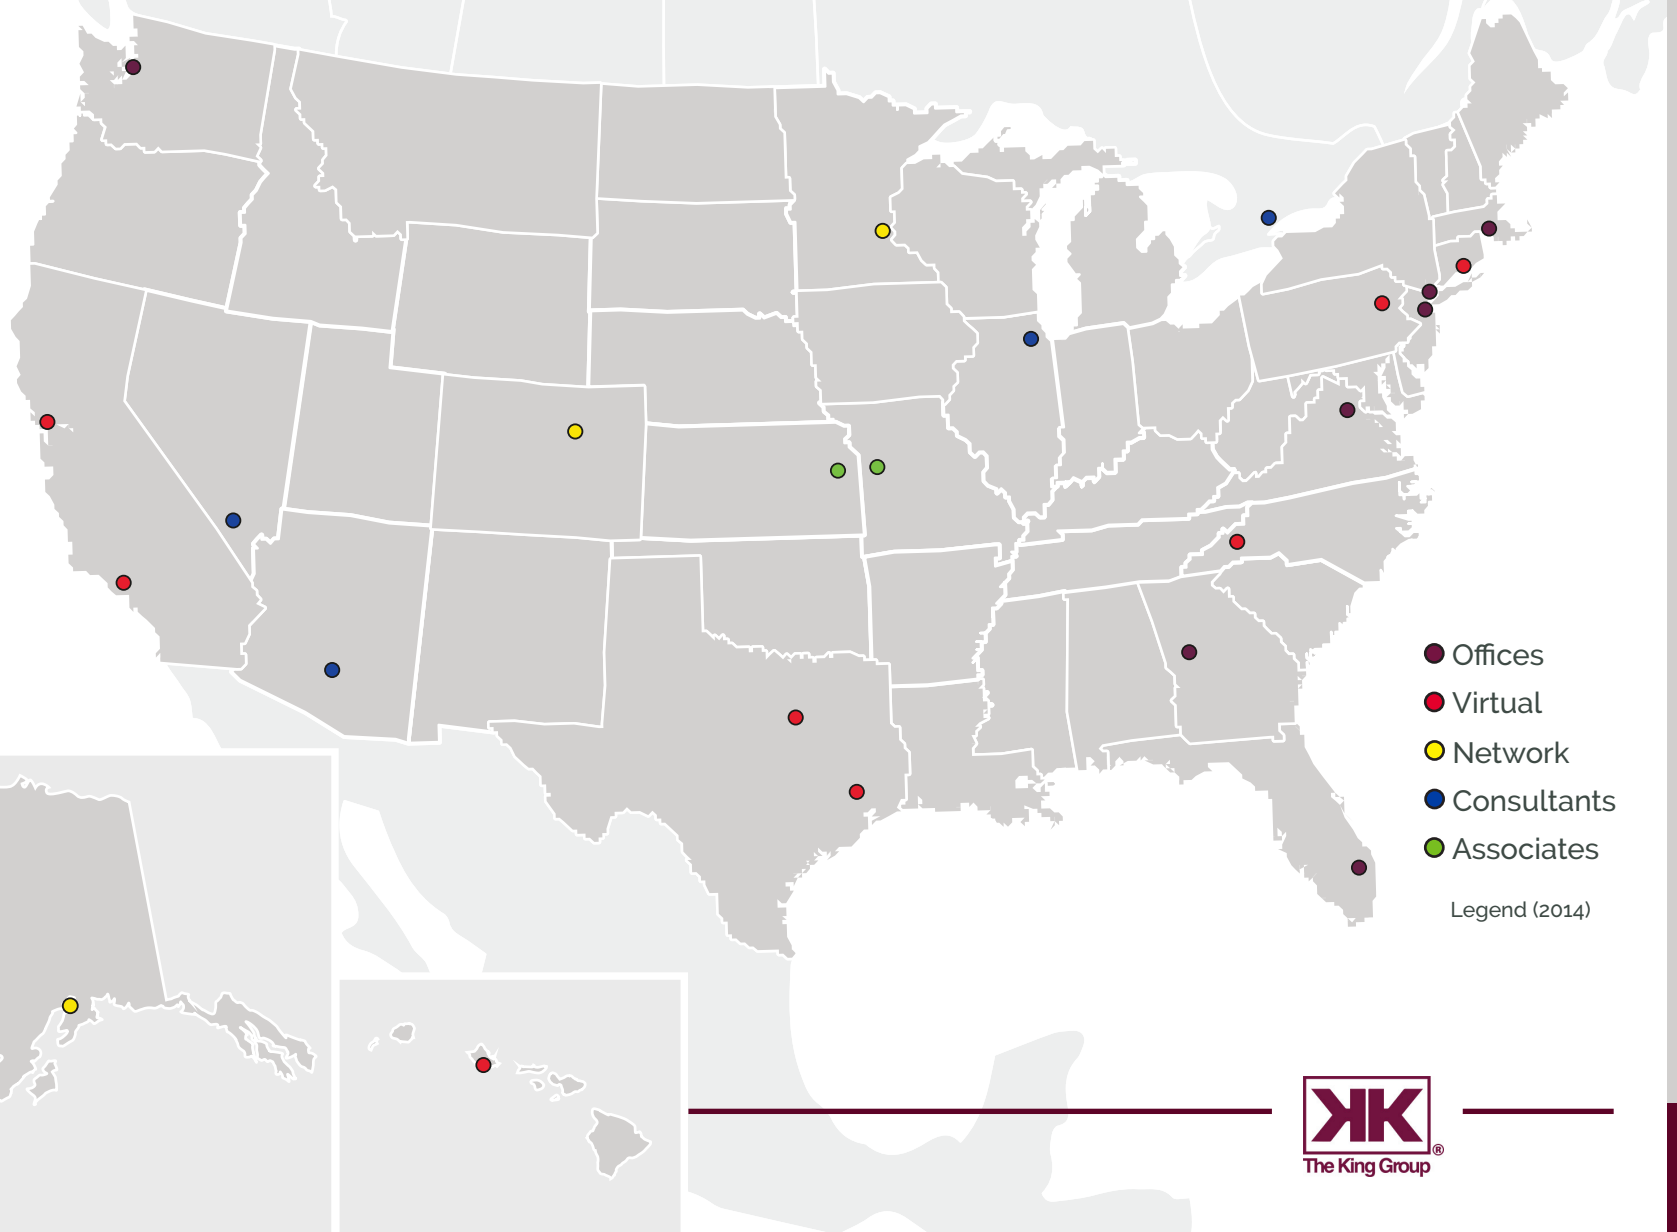 Offices
Virtual
Network
Consultants
Associates
Legend (2014)
KK®
The King Group